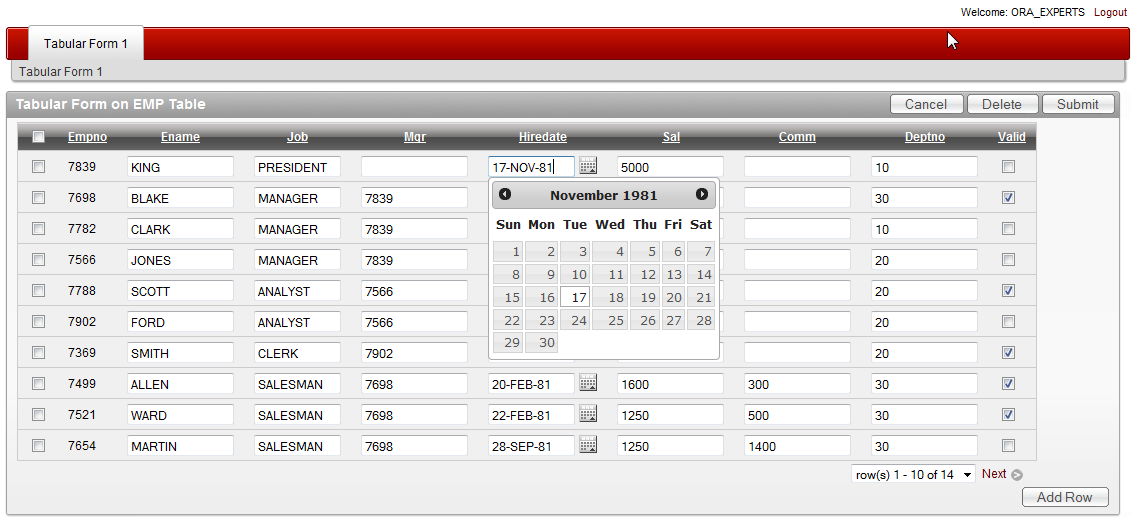 Welcome: ORA_EXPERTS Logout
Tabular Form 1
Tabular Form 1
Tabular Form on EMP Table Cancel Delete Submit
Empno Ename Job Mgr Hiredate Sal Comm Deptno Valid
7839 KING PRESIDENT 17-NOV-81 5000 10
7698 BLAKE MANAGER 7839 30
7782 CLARK MANAGER 7839 10
7566 JONES MANAGER 7839 20
7788 SCOTT ANALYST 7566 20
7902 FORD ANALYST 7566 20
7369 SMITH CLERK 7902 20
November 1981
Sun Mon Tue Wed Thu Fri Sat
1 2 3 4 5 6 7
8 9 10 11 12 13 14
15 16 17 18 19 20 21
22 23 24 25 26 27 28
29 30
7499 ALLEN SALESMAN 7698 20-FEB-81 1600 300 30
7521 WARD SALESMAN 7698 22-FEB-81 1250 500 30
7654 MARTIN SALESMAN 7698 28-SEP-81 1250 1400 30
row(s) 1 - 10 of 14 Next
Add Row